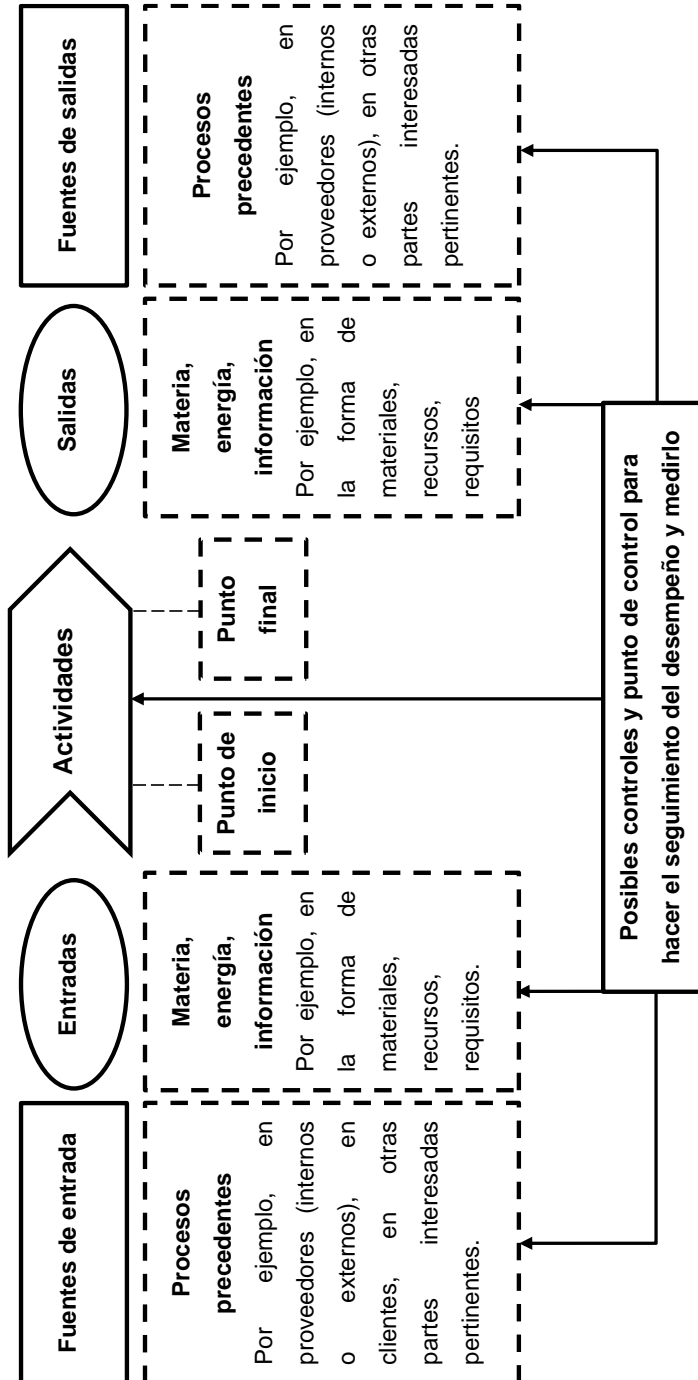 Fuentes de entrada
Procesos
precedentes
Por ejemplo, en
proveedores (internos
o externos), en
clientes, en otras
partes interesadas
pertinentes.
Entradas
Materia,
energía,
información
Por ejemplo, en
la forma de
materiales,
recursos,
requisitos.
Actividades
Punto de
inicio
Punto
final
Salidas
Materia,
energía,
información
Por ejemplo, en
la forma de
materiales,
recursos,
requisitos
Fuentes de salidas
Procesos
precedentes
Por ejemplo, en
proveedores (internos
o externos), en otras
partes interesadas
pertinentes.
Posibles controles y punto de control para
hacer el seguimiento del desempeño y medirlo